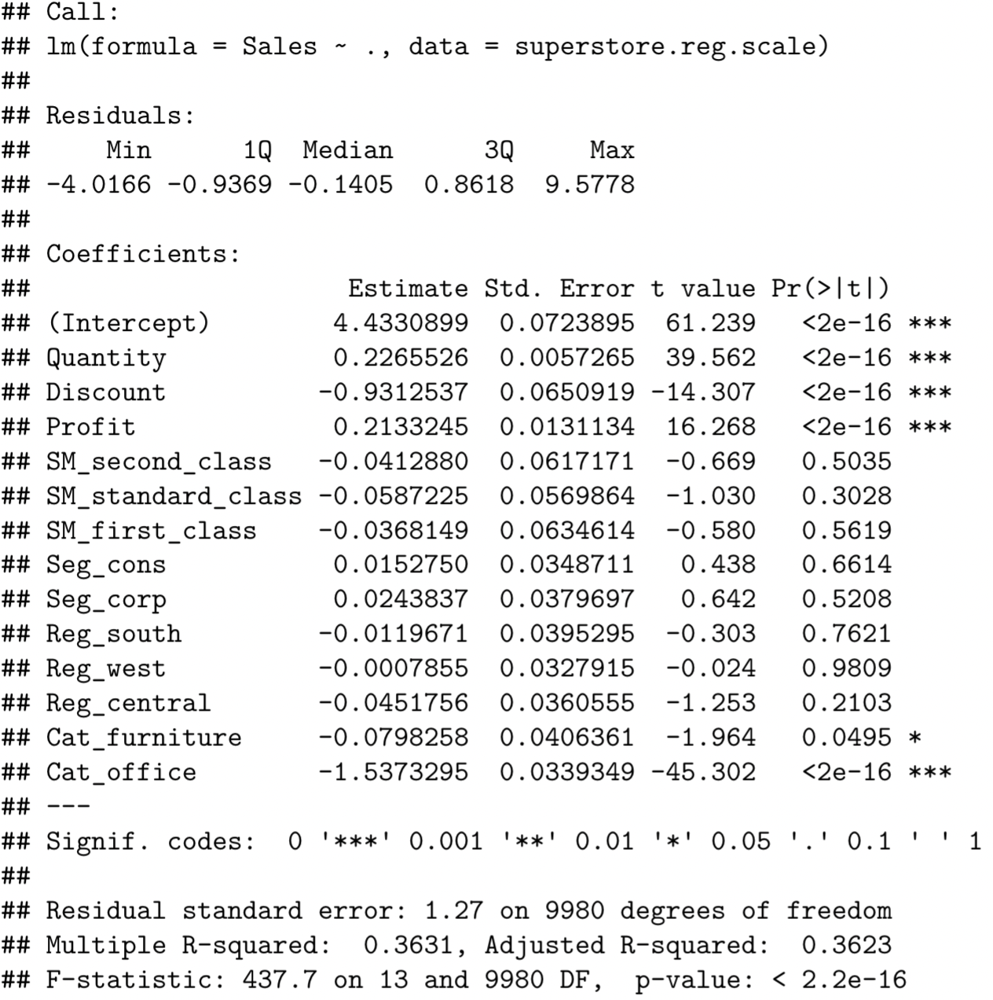 ## Call:
## lm(formula = Sales ~ ., data = superstore.reg.scale)
##
## Residuals:
##     Min      1Q  Median      3Q     Max
## -4.0166 -0.9369 -0.1405  0.8618  9.5778
##
## Coefficients:
##                     Estimate Std. Error t value Pr(>|t|)
## (Intercept)        4.4330899  0.0723895  61.239   <2e-16 ***
## Quantity           0.2265526  0.0057265  39.562   <2e-16 ***
## Discount          -0.9312537  0.0650919 -14.307   <2e-16 ***
## Profit             0.2133245  0.0131134  16.268   <2e-16 ***
## SM_second_class   -0.0412880  0.0617171  -0.669   0.5035
## SM_standard_class -0.0587225  0.0569864  -1.030   0.3028
## SM_first_class    -0.0368149  0.0634614  -0.580   0.5619
## Seg_cons           0.0152750  0.0348711   0.438   0.6614
## Seg_corp           0.0243837  0.0379697   0.642   0.5208
## Reg_south         -0.0119671  0.0395295  -0.303   0.7621
## Reg_west          -0.0007855  0.0327915  -0.024   0.9809
## Reg_central       -0.0451756  0.0360555  -1.253   0.2103
## Cat_furniture     -0.0798258  0.0406361  -1.964   0.0495 *
## Cat_office        -1.5373295  0.0339349 -45.302   <2e-16 ***
## ---
## Signif. codes:  0 '***' 0.001 '**' 0.01 '*' 0.05 '.' 0.1 ' ' 1
##
## Residual standard error: 1.27 on 9980 degrees of freedom
## Multiple R-squared:  0.3631, Adjusted R-squared:  0.3623
## F-statistic: 437.7 on 13 and 9980 DF,  p-value: < 2.2e-16